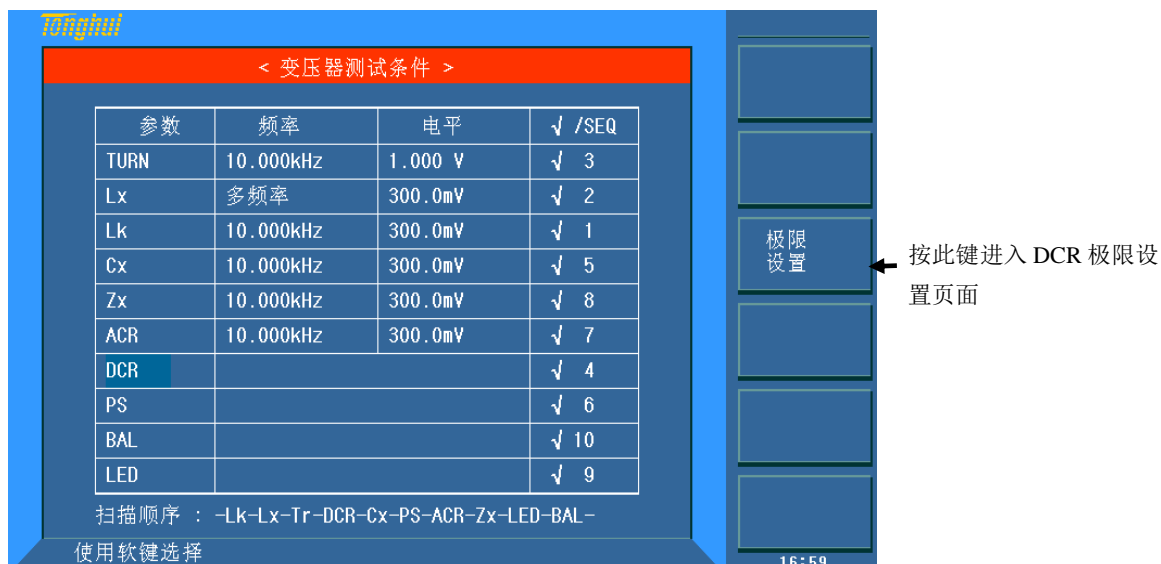 Tonghui
< 变压器测试条件 >
参数 频率 电平 √ /SEQ
TURN 10.000kHz 1.000 V √ 3
Lx 多频率 300.0mV √ 2
Lk 10.000kHz 300.0mV √ 1
Cx 10.000kHz 300.0mV √ 5
Zx 10.000kHz 300.0mV √ 8
ACR 10.000kHz 300.0mV √ 7
DCR √ 4
PS √ 6
BAL √ 10
LED √ 9
扫描顺序 : -Lk-Lx-Tr-DCR-Cx-PS-ACR-Zx-LED-BAL-
使用软键选择
极限
设置
16:59
按此键进入 DCR 极限设
置页面